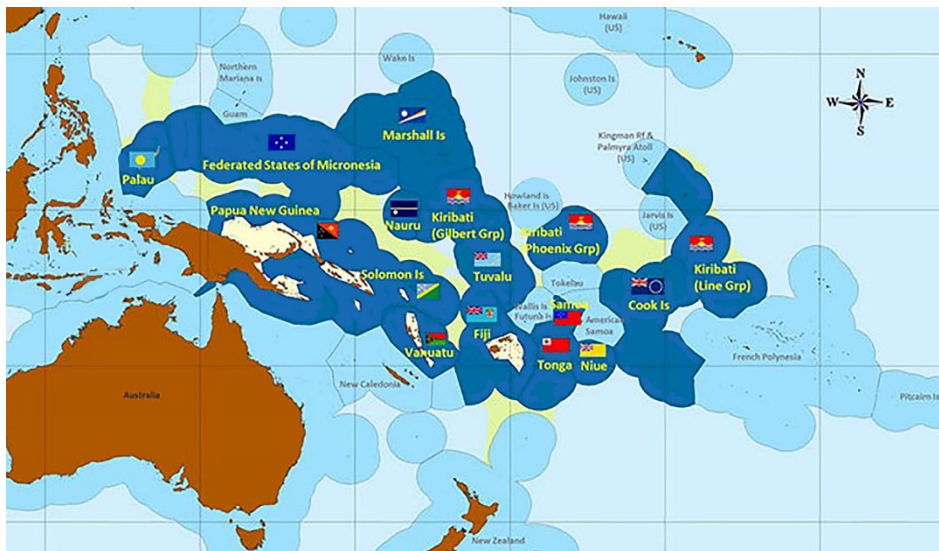 Hawaii
(US)
Wake Is
Northern
Mariana Is
Johnston Is
(US)
Guam
N
W
E
S
Marshall Is
Kingman Rf &
Palmyra Atoll
(US)
Federated States of Micronesia
Palau
Howland Is
Baker Is (US)
Papua New Guinea
Nauru
Kiribati
(Gilbert Grp)
Kiribati
(Phoenix Grp)
Jarvis Is
(US)
Solomon Is
Tuvalu
Kiribati
(Line Grp)
Tokelau
Cook Is
Wallis Is
Futuna Is
Samoa
American
Samoa
Fiji
Vanuatu
Tonga
Niue
French Polynesia
New Caledonia
Australia
Pitcairn Is
New Zealand